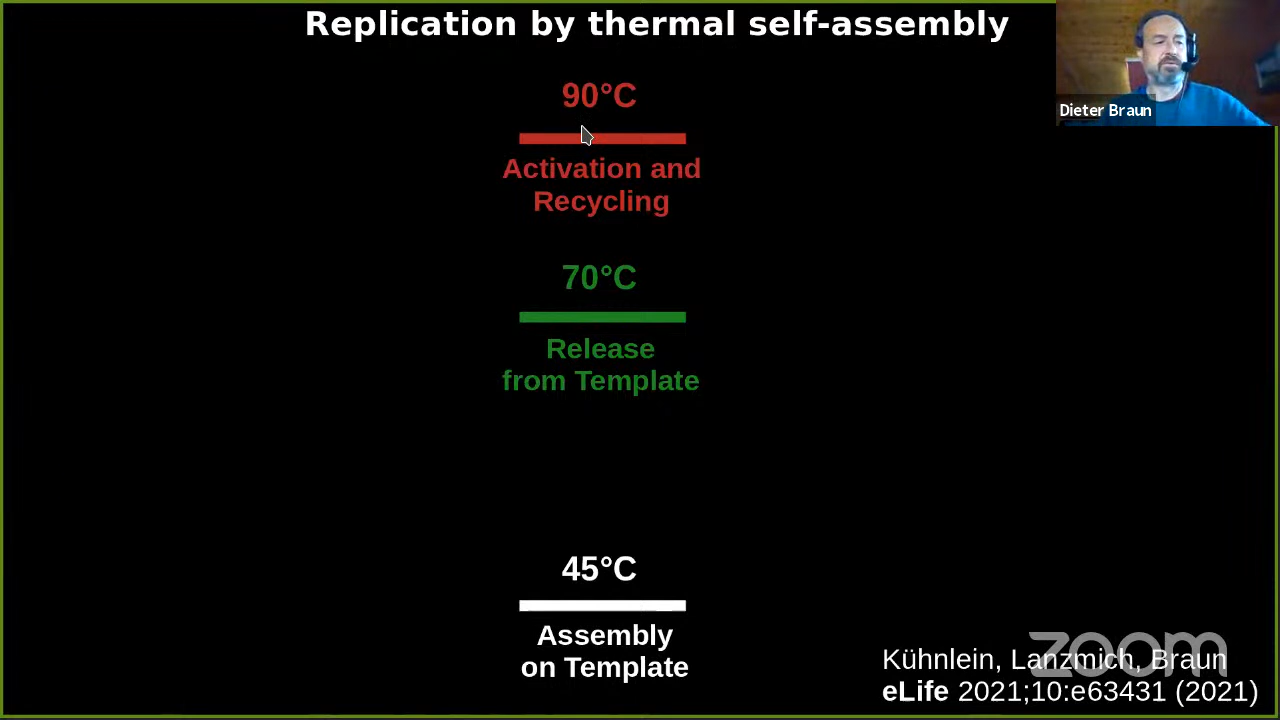 Replication by thermal self-assembly
Dieter Braun
90°C
Activation and
Recycling
70°C
Release
from Template
45°C
Assembly
on Template
zoom
Kühnlein, Lanzmich, Braun
eLife 2021;10:e63431 (2021)